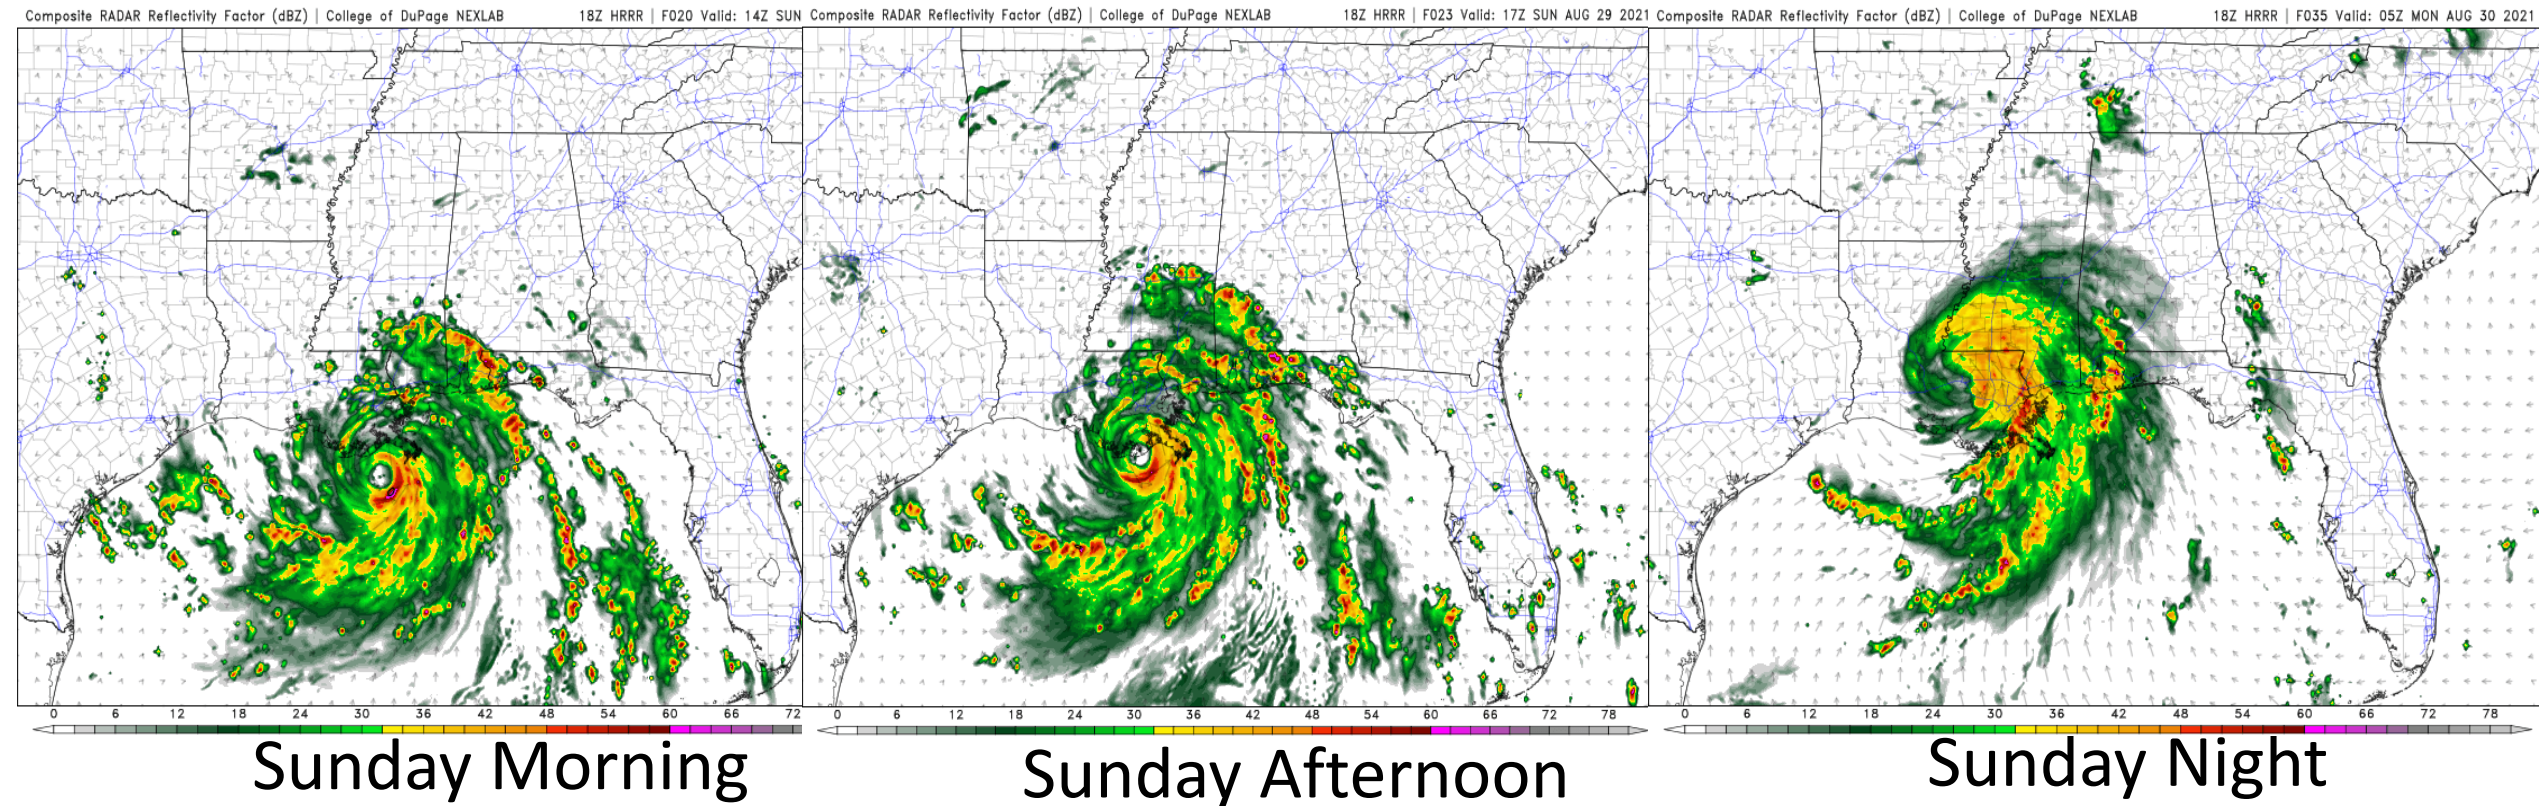 Composite RADAR Reflectivity Factor (dBZ) | College of DuPage NEXLAB 18Z HRRR | F020 Valid: 14Z SUN
0 6 12 18 24 30 36 42 48 54 60 66 72
Sunday Morning
Composite RADAR Reflectivity Factor (dBZ) | College of DuPage NEXLAB 18Z HRRR | F023 Valid: 17Z SUN AUG 29 2021
0 6 12 18 24 30 36 42 48 54 60 66 72 78
Sunday Afternoon
Composite RADAR Reflectivity Factor (dBZ) | College of DuPage NEXLAB 18Z HRRR | F035 Valid: 05Z MON AUG 30 2021
0 6 12 18 24 30 36 42 48 54 60 66 72 78
Sunday Night